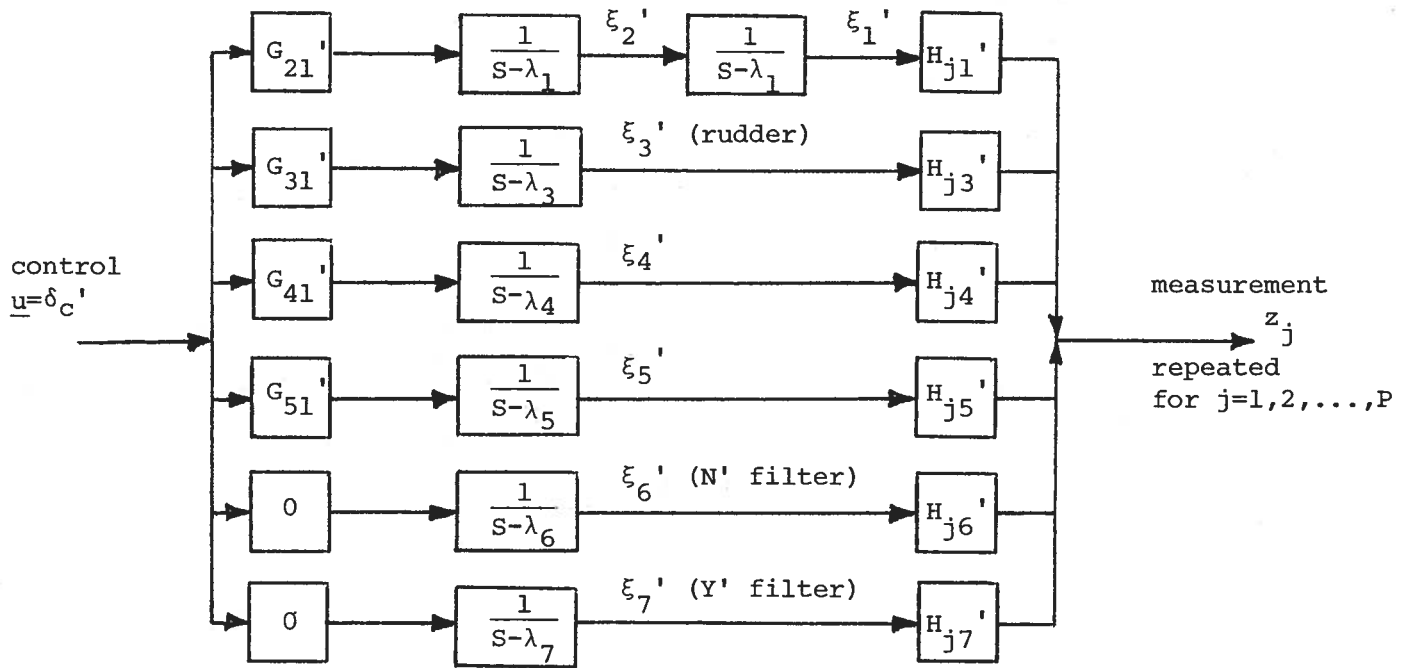 G21' 1/(S-λ1) ξ2' 1/(S-λ1) ξ1' Hj1'
G31' 1/(S-λ3) ξ3' (rudder) Hj3'
control
u=δc'
G41' 1/(S-λ4) ξ4' Hj4'
measurement
zj
repeated
for j=1,2,...,P
G51' 1/(S-λ5) ξ5' Hj5'
0 1/(S-λ6) ξ6' (N' filter) Hj6'
0 1/(S-λ7) ξ7' (Y' filter) Hj7'